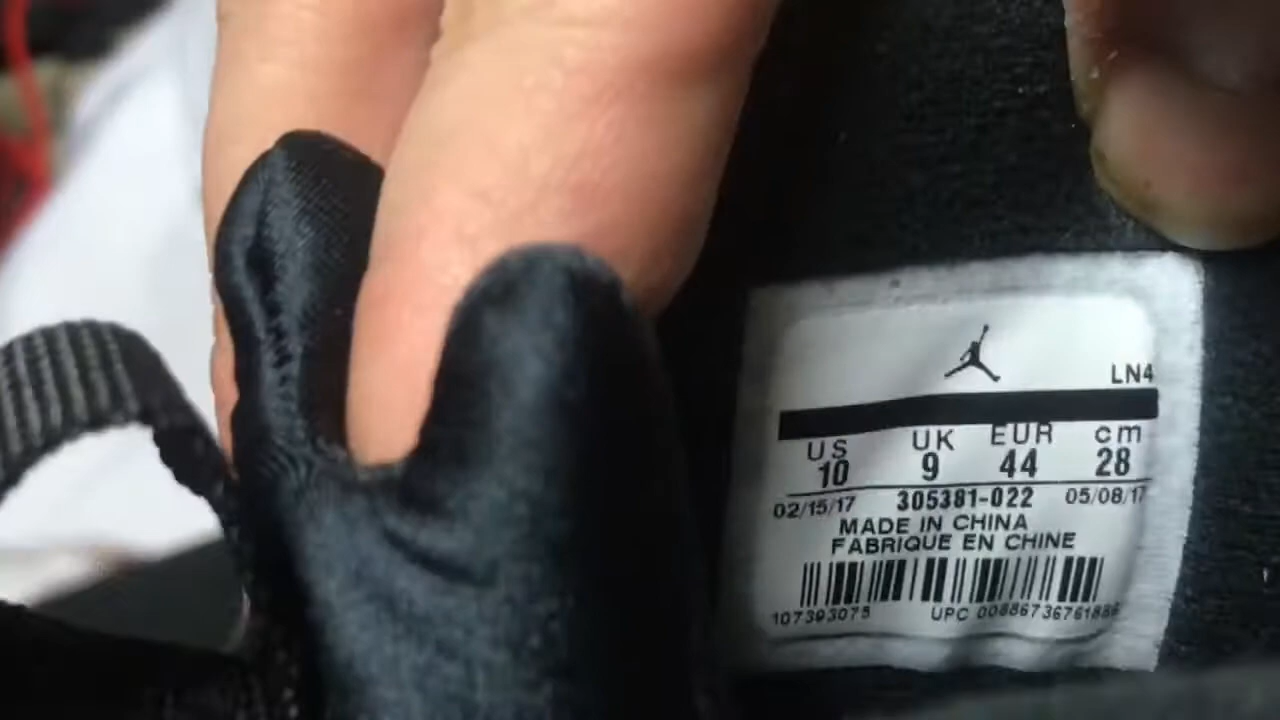 LN4
US UK EUR cm
10 9 44 28
02/15/17 305381-022 05/08/17
MADE IN CHINA
FABRIQUE EN CHINE
107393075 UPC 00886736761886